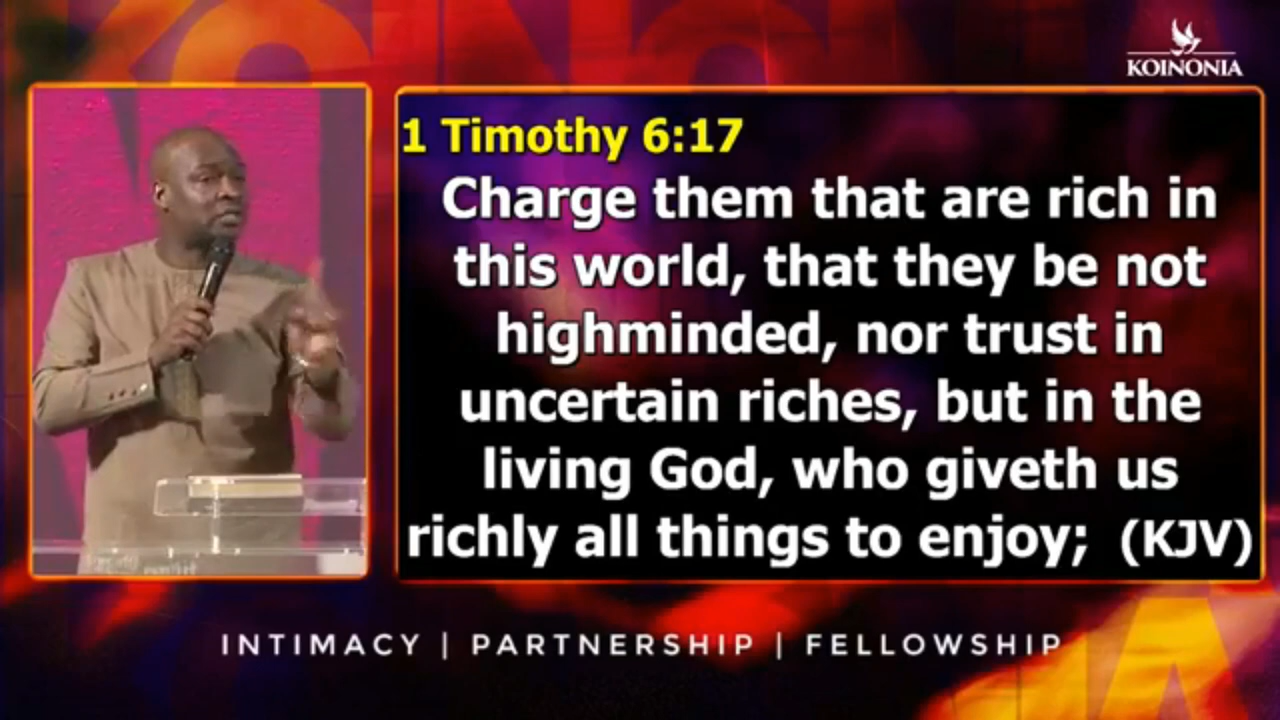 KOINONIA
1 Timothy 6:17
Charge them that are rich in
this world, that they be not
highminded, nor trust in
uncertain riches, but in the
living God, who giveth us
richly all things to enjoy; (KJV)
INTIMACY | PARTNERSHIP | FELLOWSHIP